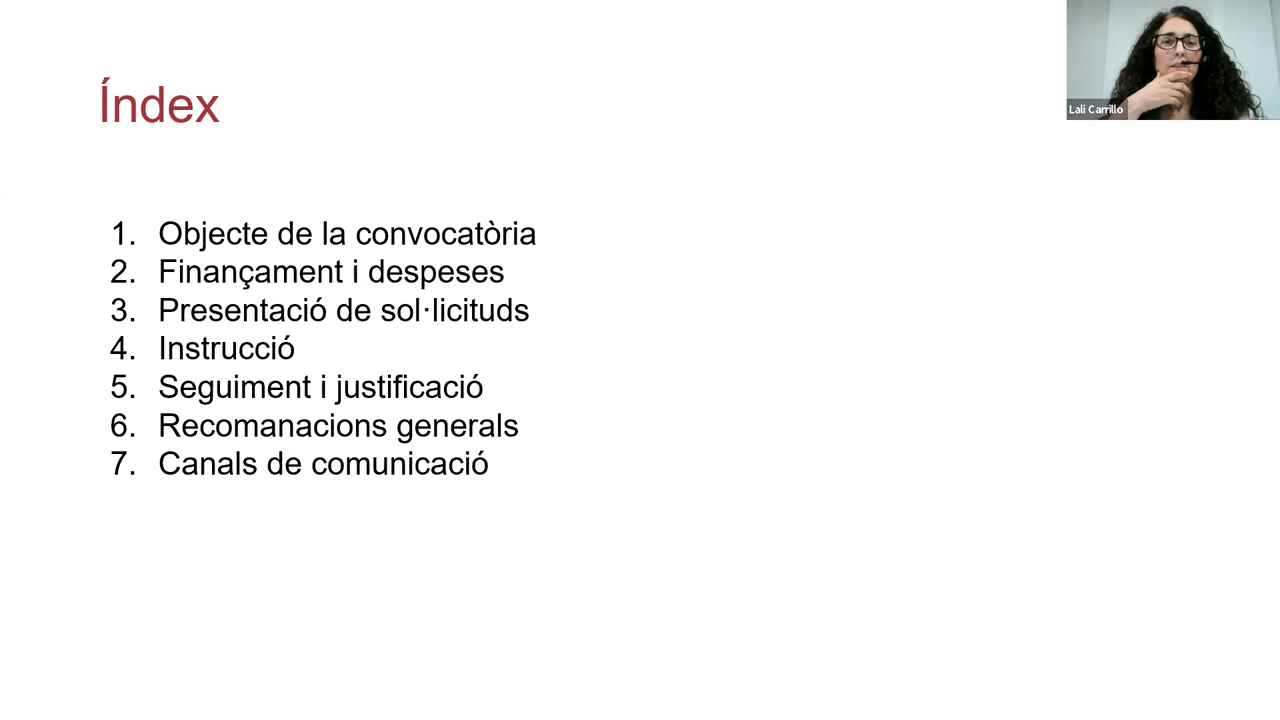 Índex
1. Objecte de la convocatòria
2. Finançament i despeses
3. Presentació de sol·licituds
4. Instrucció
5. Seguiment i justificació
6. Recomanacions generals
7. Canals de comunicació
Lali Carrillo